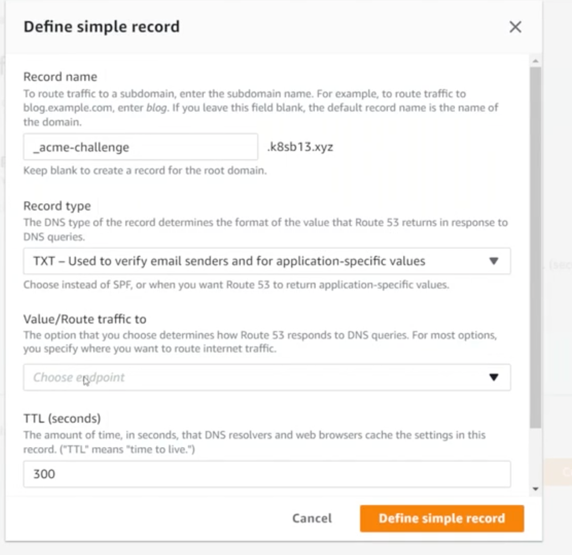 Define simple record
Record name
To route traffic to a subdomain, enter the subdomain name. For example, to route traffic to
blog.example.com, enter blog. If you leave this field blank, the default record name is the name of
the domain.
_acme-challenge
.k8sb13.xyz
Keep blank to create a record for the root domain.
Record type
The DNS type of the record determines the format of the value that Route 53 returns in response to
DNS queries.
TXT – Used to verify email senders and for application-specific values
Choose instead of SPF, or when you want Route 53 to return application-specific values.
Value/Route traffic to
The option that you choose determines how Route 53 responds to DNS queries. For most options,
you specify where you want to route internet traffic.
Choose endpoint
TTL (seconds)
The amount of time, in seconds, that DNS resolvers and web browsers cache the settings in this
record. ("TTL" means "time to live.")
300
Cancel
Define simple record